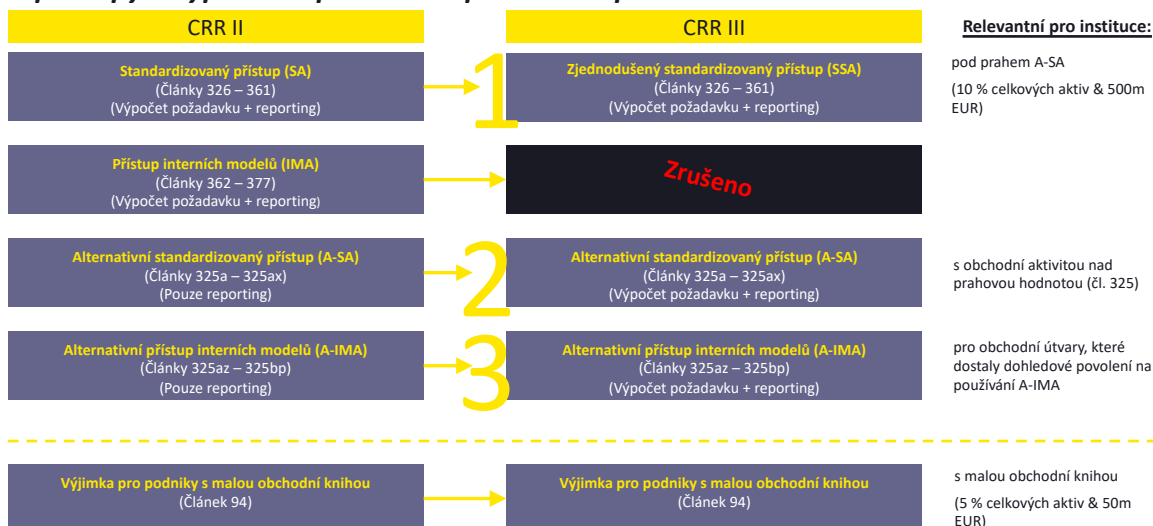 CRR II
CRR III
Relevantní pro instituce:
Standardizovaný přístup (SA)
(Články 326 – 361)
(Výpočet požadavku + reporting)
1
Zjednodušený standardizovaný přístup (SSA)
(Články 326 – 361)
(Výpočet požadavku + reporting)
pod prahem A-SA
(10 % celkových aktiv & 500m
EUR)
Přístup interních modelů (IMA)
(Články 362 – 377)
(Výpočet požadavku + reporting)
Zrušeno
Alternativní standardizovaný přístup (A-SA)
(Články 325a – 325ax)
(Pouze reporting)
2
Alternativní standardizovaný přístup (A-SA)
(Články 325a – 325ax)
(Výpočet požadavku + reporting)
s obchodní aktivitou nad
prahovou hodnotou (čl. 325)
Alternativní přístup interních modelů (A-IMA)
(Články 325az – 325bp)
(Pouze reporting)
3
Alternativní přístup interních modelů (A-IMA)
(Články 325az – 325bp)
(Výpočet požadavku + reporting)
pro obchodní útvary, které
dostaly dohledové povolení na
používání A-IMA
Výjimka pro podniky s malou obchodní knihou
(Článek 94)
Výjimka pro podniky s malou obchodní knihou
(Článek 94)
s malou obchodní knihou
(5 % celkových aktiv & 50m
EUR)